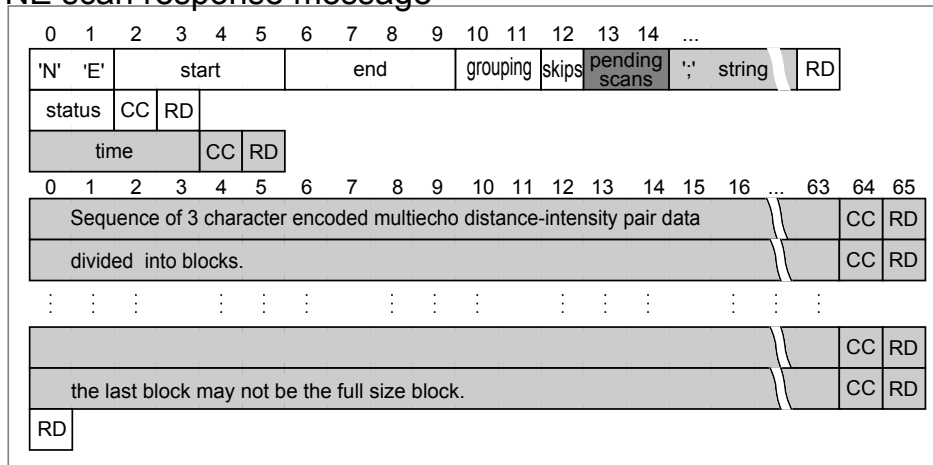 NE scan response message
0 1 2 3 4 5 6 7 8 9 10 11 12 13 14 ...
'N' 'E' start end grouping skips pending scans ';' string RD
status CC RD
time CC RD
0 1 2 3 4 5 6 7 8 9 10 11 12 13 14 15 16 ... 63 64 65
Sequence of 3 character encoded multiecho distance-intensity pair data CC RD
divided into blocks. CC RD
CC RD
the last block may not be the full size block. CC RD
RD